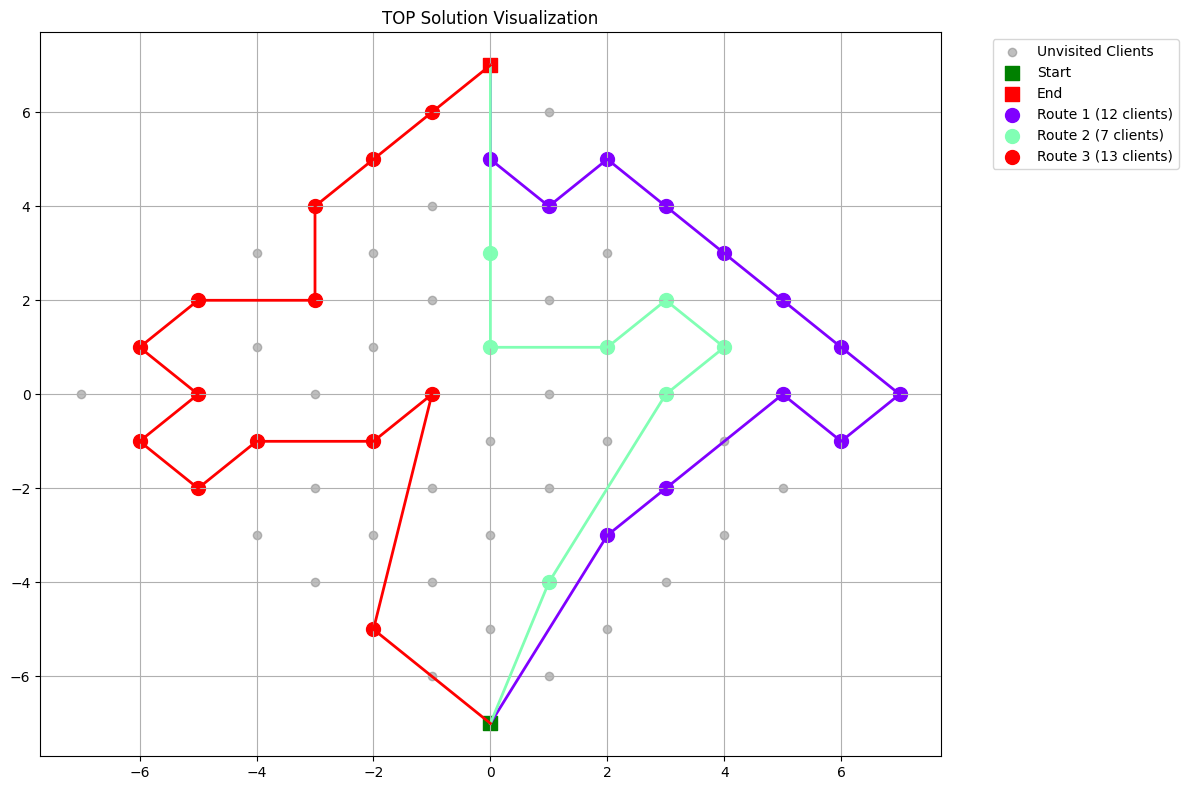 TOP Solution Visualization
Unvisited Clients
Start
End
Route 1 (12 clients)
Route 2 (7 clients)
Route 3 (13 clients)
6
4
2
0
−2
−4
−6
−6 −4 −2 0 2 4 6